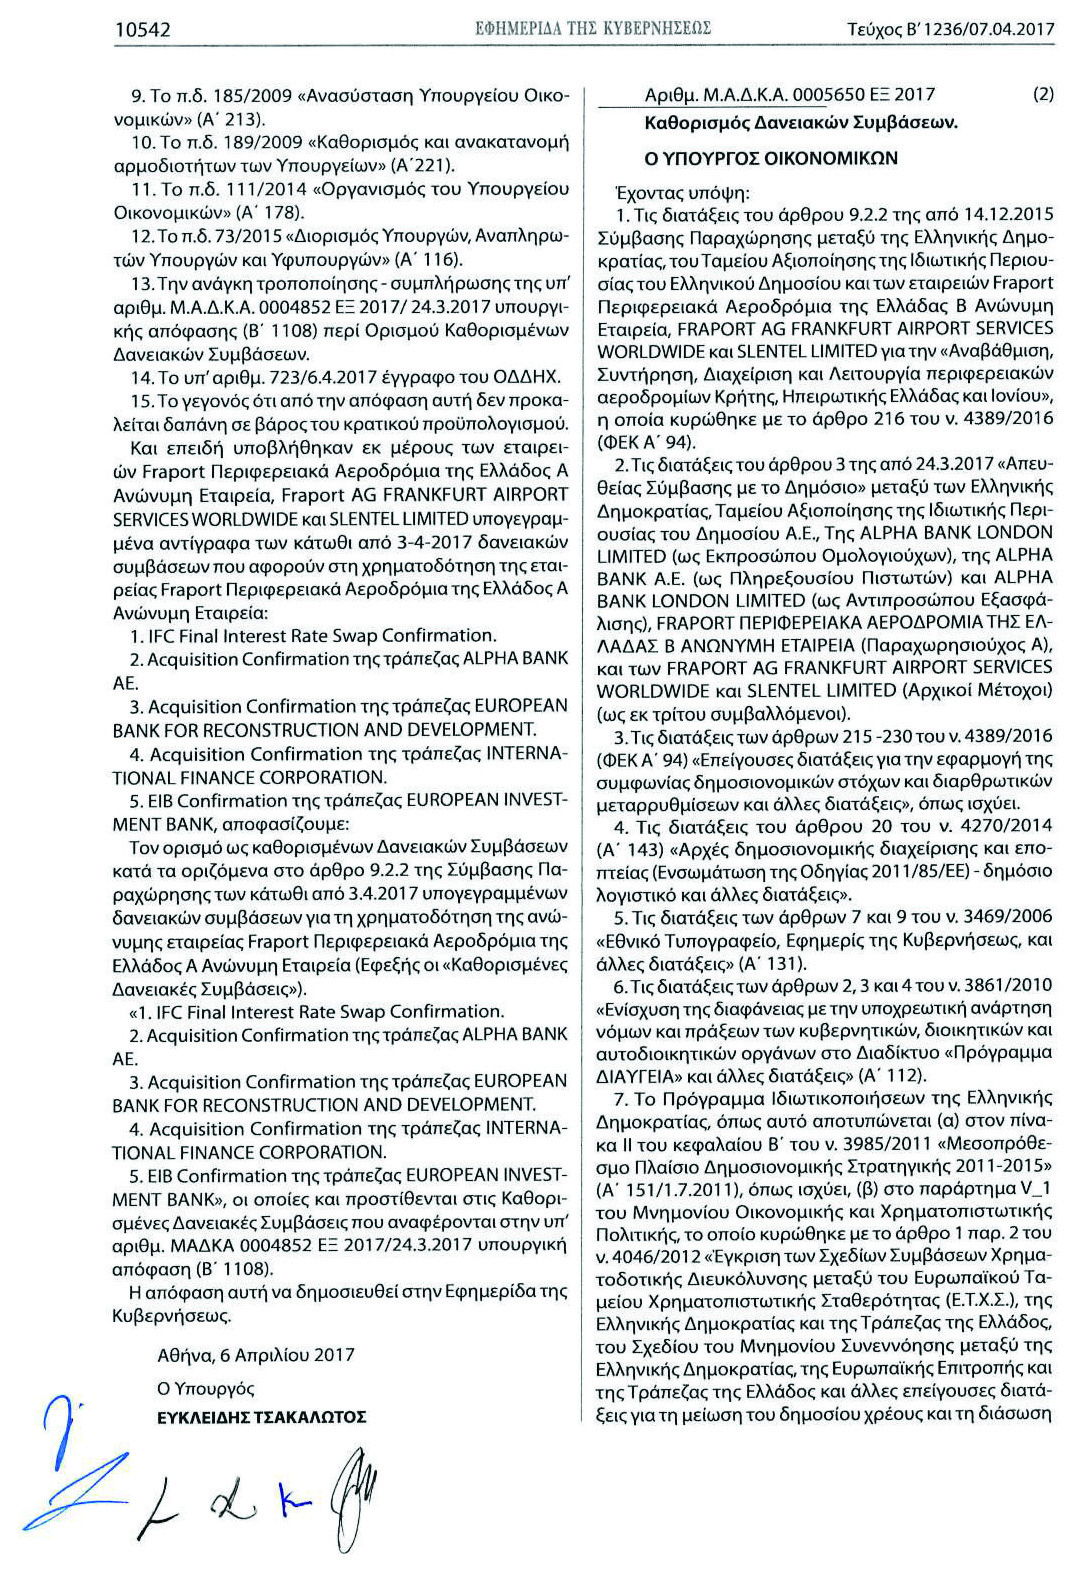 10542
ΕΦΗΜΕΡΙΔΑ ΤΗΣ ΚΥΒΕΡΝΗΣΕΩΣ
Τεύχος Β’ 1236/07.04.2017
9. Το π.δ. 185/2009 «Ανασύσταση Υπουργείου Οικο-
νομικών» (Α΄ 213).
10. Το π.δ. 189/2009 «Καθορισμός και ανακατανομή
αρμοδιοτήτων των Υπουργείων» (Α΄221).
11. Το π.δ. 111/2014 «Οργανισμός του Υπουργείου
Οικονομικών» (Α΄ 178).
12. Το π.δ. 73/2015 «Διορισμός Υπουργών, Αναπληρω-
τών Υπουργών και Υφυπουργών» (Α΄ 116).
13. Την ανάγκη τροποποίησης - συμπλήρωσης της υπ’
αριθμ. Μ.Α.Δ.Κ.Α. 0004852 ΕΞ 2017/ 24.3.2017 υπουργι-
κής απόφασης (Β΄ 1108) περί Ορισμού Καθορισμένων
Δανειακών Συμβάσεων.
14. Το υπ’ αριθμ. 723/6.4.2017 έγγραφο του ΟΔΔΗΧ.
15. Το γεγονός ότι από την απόφαση αυτή δεν προκα-
λείται δαπάνη σε βάρος του κρατικού προϋπολογισμού.
Και επειδή υποβλήθηκαν εκ μέρους των εταιρει-
ών Fraport Περιφερειακά Αεροδρόμια της Ελλάδος Α
Ανώνυμη Εταιρεία, Fraport AG FRANKFURT AIRPORT
SERVICES WORLDWIDE και SLENTEL LIMITED υπογεγραμ-
μένα αντίγραφα των κάτωθι από 3-4-2017 δανειακών
συμβάσεων που αφορούν στη χρηματοδότηση της εται-
ρείας Fraport Περιφερειακά Αεροδρόμια της Ελλάδος Α
Ανώνυμη Εταιρεία:
1. IFC Final Interest Rate Swap Confirmation.
2. Acquisition Confirmation της τράπεζας ALPHA BANK
AE.
3. Acquisition Confirmation της τράπεζας EUROPEAN
BANK FOR RECONSTRUCTION AND DEVELOPMENT.
4. Acquisition Confirmation της τράπεζας INTERNA-
TIONAL FINANCE CORPORATION.
5. EIB Confirmation της τράπεζας EUROPEAN INVEST-
MENT BANK, αποφασίζουμε:
Τον ορισμό ως καθορισμένων Δανειακών Συμβάσεων
κατά τα οριζόμενα στο άρθρο 9.2.2 της Σύμβασης Πα-
ραχώρησης των κάτωθι από 3.4.2017 υπογεγραμμένων
δανειακών συμβάσεων για τη χρηματοδότηση της ανώ-
νυμης εταιρείας Fraport Περιφερειακά Αεροδρόμια της
Ελλάδος Α Ανώνυμη Εταιρεία (Εφεξής οι «Καθορισμένες
Δανειακές Συμβάσεις»).
«1. IFC Final Interest Rate Swap Confirmation.
2. Acquisition Confirmation της τράπεζας ALPHA BANK
AE.
3. Acquisition Confirmation της τράπεζας EUROPEAN
BANK FOR RECONSTRUCTION AND DEVELOPMENT.
4. Acquisition Confirmation της τράπεζας INTERNA-
TIONAL FINANCE CORPORATION.
5. EIB Confirmation της τράπεζας EUROPEAN INVEST-
MENT BANK», οι οποίες και προστίθενται στις Καθορι-
σμένες Δανειακές Συμβάσεις που αναφέρονται στην υπ’
αριθμ. ΜΑΔΚΑ 0004852 ΕΞ 2017/24.3.2017 υπουργική
απόφαση (Β΄ 1108).
Η απόφαση αυτή να δημοσιευθεί στην Εφημερίδα της
Κυβερνήσεως.
Αθήνα, 6 Απριλίου 2017
Ο Υπουργός
ΕΥΚΛΕΙΔΗΣ ΤΣΑΚΑΛΩΤΟΣ
Αριθμ. Μ.Α.Δ.Κ.Α. 0005650 ΕΞ 2017 (2)
Καθορισμός Δανειακών Συμβάσεων.
Ο ΥΠΟΥΡΓΟΣ ΟΙΚΟΝΟΜΙΚΩΝ
Έχοντας υπόψη:
1. Τις διατάξεις του άρθρου 9.2.2 της από 14.12.2015
Σύμβασης Παραχώρησης μεταξύ της Ελληνικής Δημο-
κρατίας, του Ταμείου Αξιοποίησης της Ιδιωτικής Περιου-
σίας του Ελληνικού Δημοσίου και των εταιρειών Fraport
Περιφερειακά Αεροδρόμια της Ελλάδας Β Ανώνυμη
Εταιρεία, FRAPORT AG FRANKFURT AIRPORT SERVICES
WORLDWIDE και SLENTEL LIMITED για την «Αναβάθμιση,
Συντήρηση, Διαχείριση και Λειτουργία περιφερειακών
αεροδρομίων Κρήτης, Ηπειρωτικής Ελλάδας και Ιονίου»,
η οποία κυρώθηκε με το άρθρο 216 του ν. 4389/2016
(ΦΕΚ Α΄ 94).
2. Τις διατάξεις του άρθρου 3 της από 24.3.2017 «Απευ-
θείας Σύμβασης με το Δημόσιο» μεταξύ των Ελληνικής
Δημοκρατίας, Ταμείου Αξιοποίησης της Ιδιωτικής Περι-
ουσίας του Δημοσίου Α.Ε., Της ALPHA BANK LONDON
LIMITED (ως Εκπροσώπου Ομολογιούχων), της ALPHA
BANK A.E. (ως Πληρεξουσίου Πιστωτών) και ALPHA
BANK LONDON LIMITED (ως Αντιπροσώπου Εξασφά-
λισης), FRAPORT ΠΕΡΙΦΕΡΕΙΑΚΑ ΑΕΡΟΔΡΟΜΙΑ ΤΗΣ ΕΛ-
ΛΑΔΑΣ Β ΑΝΩΝΥΜΗ ΕΤΑΙΡΕΙΑ (Παραχωρησιούχος Α),
και των FRAPORT AG FRANKFURT AIRPORT SERVICES
WORLDWIDE και SLENTEL LIMITED (Αρχικοί Μέτοχοι)
(ως εκ τρίτου συμβαλλόμενοι).
3. Τις διατάξεις των άρθρων 215 -230 του ν. 4389/2016
(ΦΕΚ Α΄ 94) «Επείγουσες διατάξεις για την εφαρμογή της
συμφωνίας δημοσιονομικών στόχων και διαρθρωτικών
μεταρρυθμίσεων και άλλες διατάξεις», όπως ισχύει.
4. Τις διατάξεις του άρθρου 20 του ν. 4270/2014
(Α΄ 143) «Αρχές δημοσιονομικής διαχείρισης και επο-
πτείας (Ενσωμάτωση της Οδηγίας 2011/85/ΕΕ) - δημόσιο
λογιστικό και άλλες διατάξεις».
5. Τις διατάξεις των άρθρων 7 και 9 του ν. 3469/2006
«Εθνικό Τυπογραφείο, Εφημερίς της Κυβερνήσεως, και
άλλες διατάξεις» (Α΄ 131).
6. Τις διατάξεις των άρθρων 2, 3 και 4 του ν. 3861/2010
«Ενίσχυση της διαφάνειας με την υποχρεωτική ανάρτηση
νόμων και πράξεων των κυβερνητικών, διοικητικών και
αυτοδιοικητικών οργάνων στο Διαδίκτυο «Πρόγραμμα
ΔΙΑΥΓΕΙΑ» και άλλες διατάξεις» (Α΄ 112).
7. Το Πρόγραμμα Ιδιωτικοποιήσεων της Ελληνικής
Δημοκρατίας, όπως αυτό αποτυπώνεται (α) στον πίνα-
κα ΙΙ του κεφαλαίου Β΄ του ν. 3985/2011 «Μεσοπρόθε-
σμο Πλαίσιο Δημοσιονομικής Στρατηγικής 2011-2015»
(Α΄ 151/1.7.2011), όπως ισχύει, (β) στο παράρτημα V_1
του Μνημονίου Οικονομικής και Χρηματοπιστωτικής
Πολιτικής, το οποίο κυρώθηκε με το άρθρο 1 παρ. 2 του
ν. 4046/2012 «Έγκριση των Σχεδίων Συμβάσεων Χρημα-
τοδοτικής Διευκόλυνσης μεταξύ του Ευρωπαϊκού Τα-
μείου Χρηματοπιστωτικής Σταθερότητας (Ε.Τ.Χ.Σ.), της
Ελληνικής Δημοκρατίας και της Τράπεζας της Ελλάδος,
του Σχεδίου του Μνημονίου Συνεννόησης μεταξύ της
Ελληνικής Δημοκρατίας, της Ευρωπαϊκής Επιτροπής και
της Τράπεζας της Ελλάδος και άλλες επείγουσες διατά-
ξεις για τη μείωση του δημοσίου χρέους και τη διάσωση